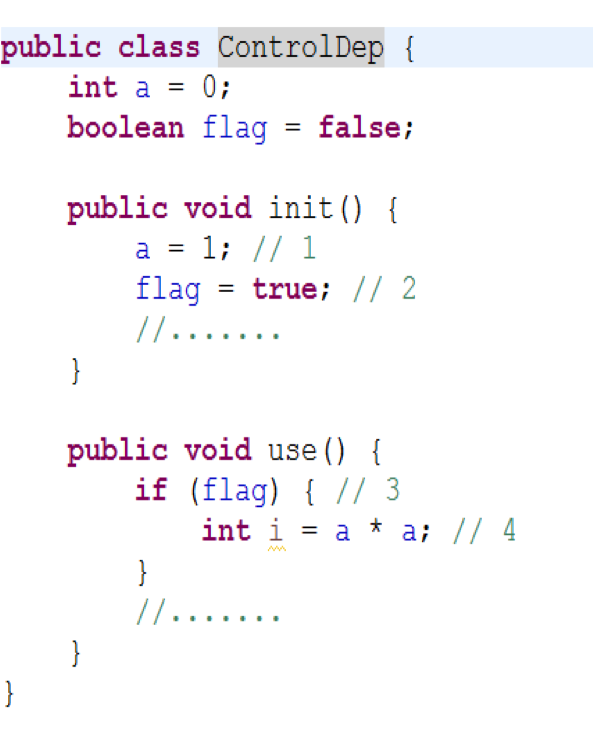 public class ControlDep {
    int a = 0;
    boolean flag = false;

    public void init() {
        a = 1; // 1
        flag = true; // 2
        //.......
    }

    public void use() {
        if (flag) { // 3
            int i = a * a; // 4
        }
        //.......
    }
}